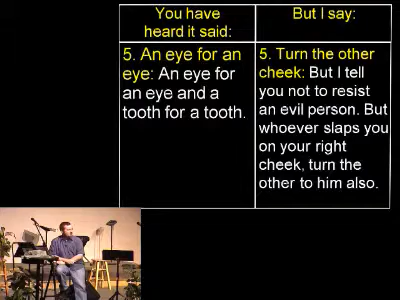 You have
heard it said:
But I say:
5. An eye for an
eye: An eye for
an eye and a
tooth for a tooth.
5. Turn the other
cheek: But I tell
you not to resist
an evil person. But
whoever slaps you
on your right
cheek, turn the
other to him also.